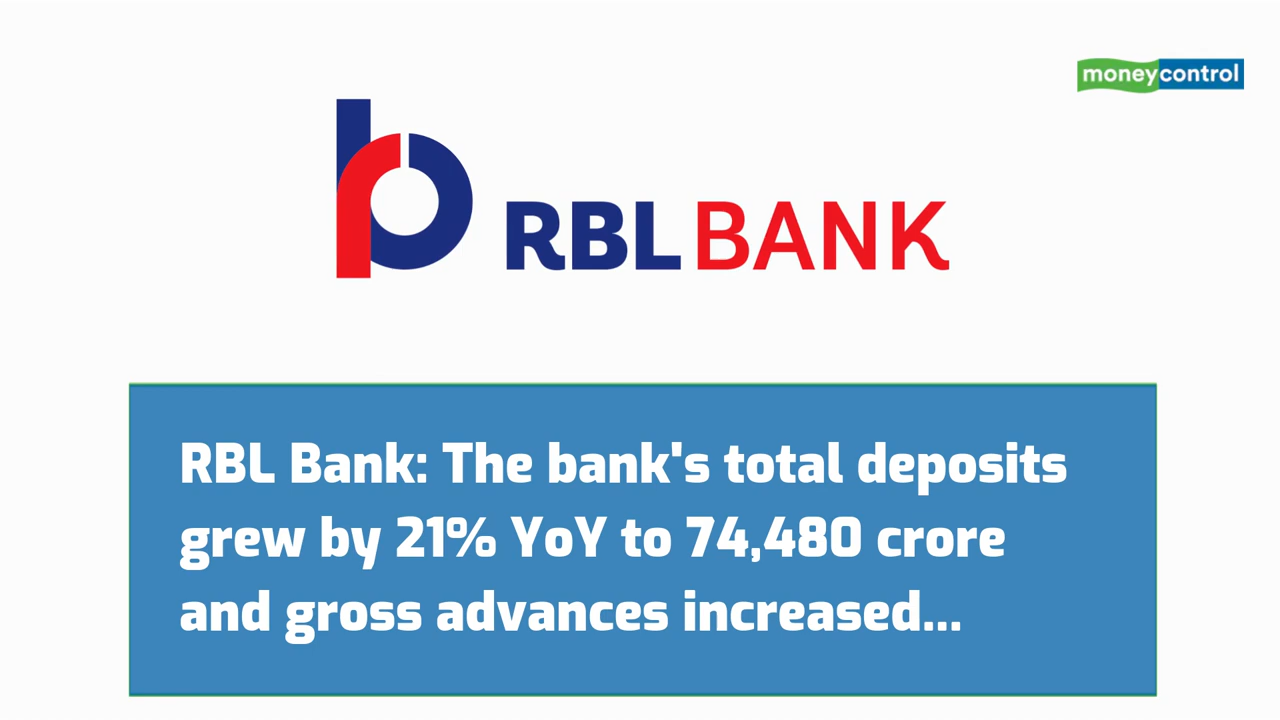 moneycontrol
RBL BANK
RBL Bank: The bank's total deposits
grew by 21% YoY to 74,480 crore
and gross advances increased...